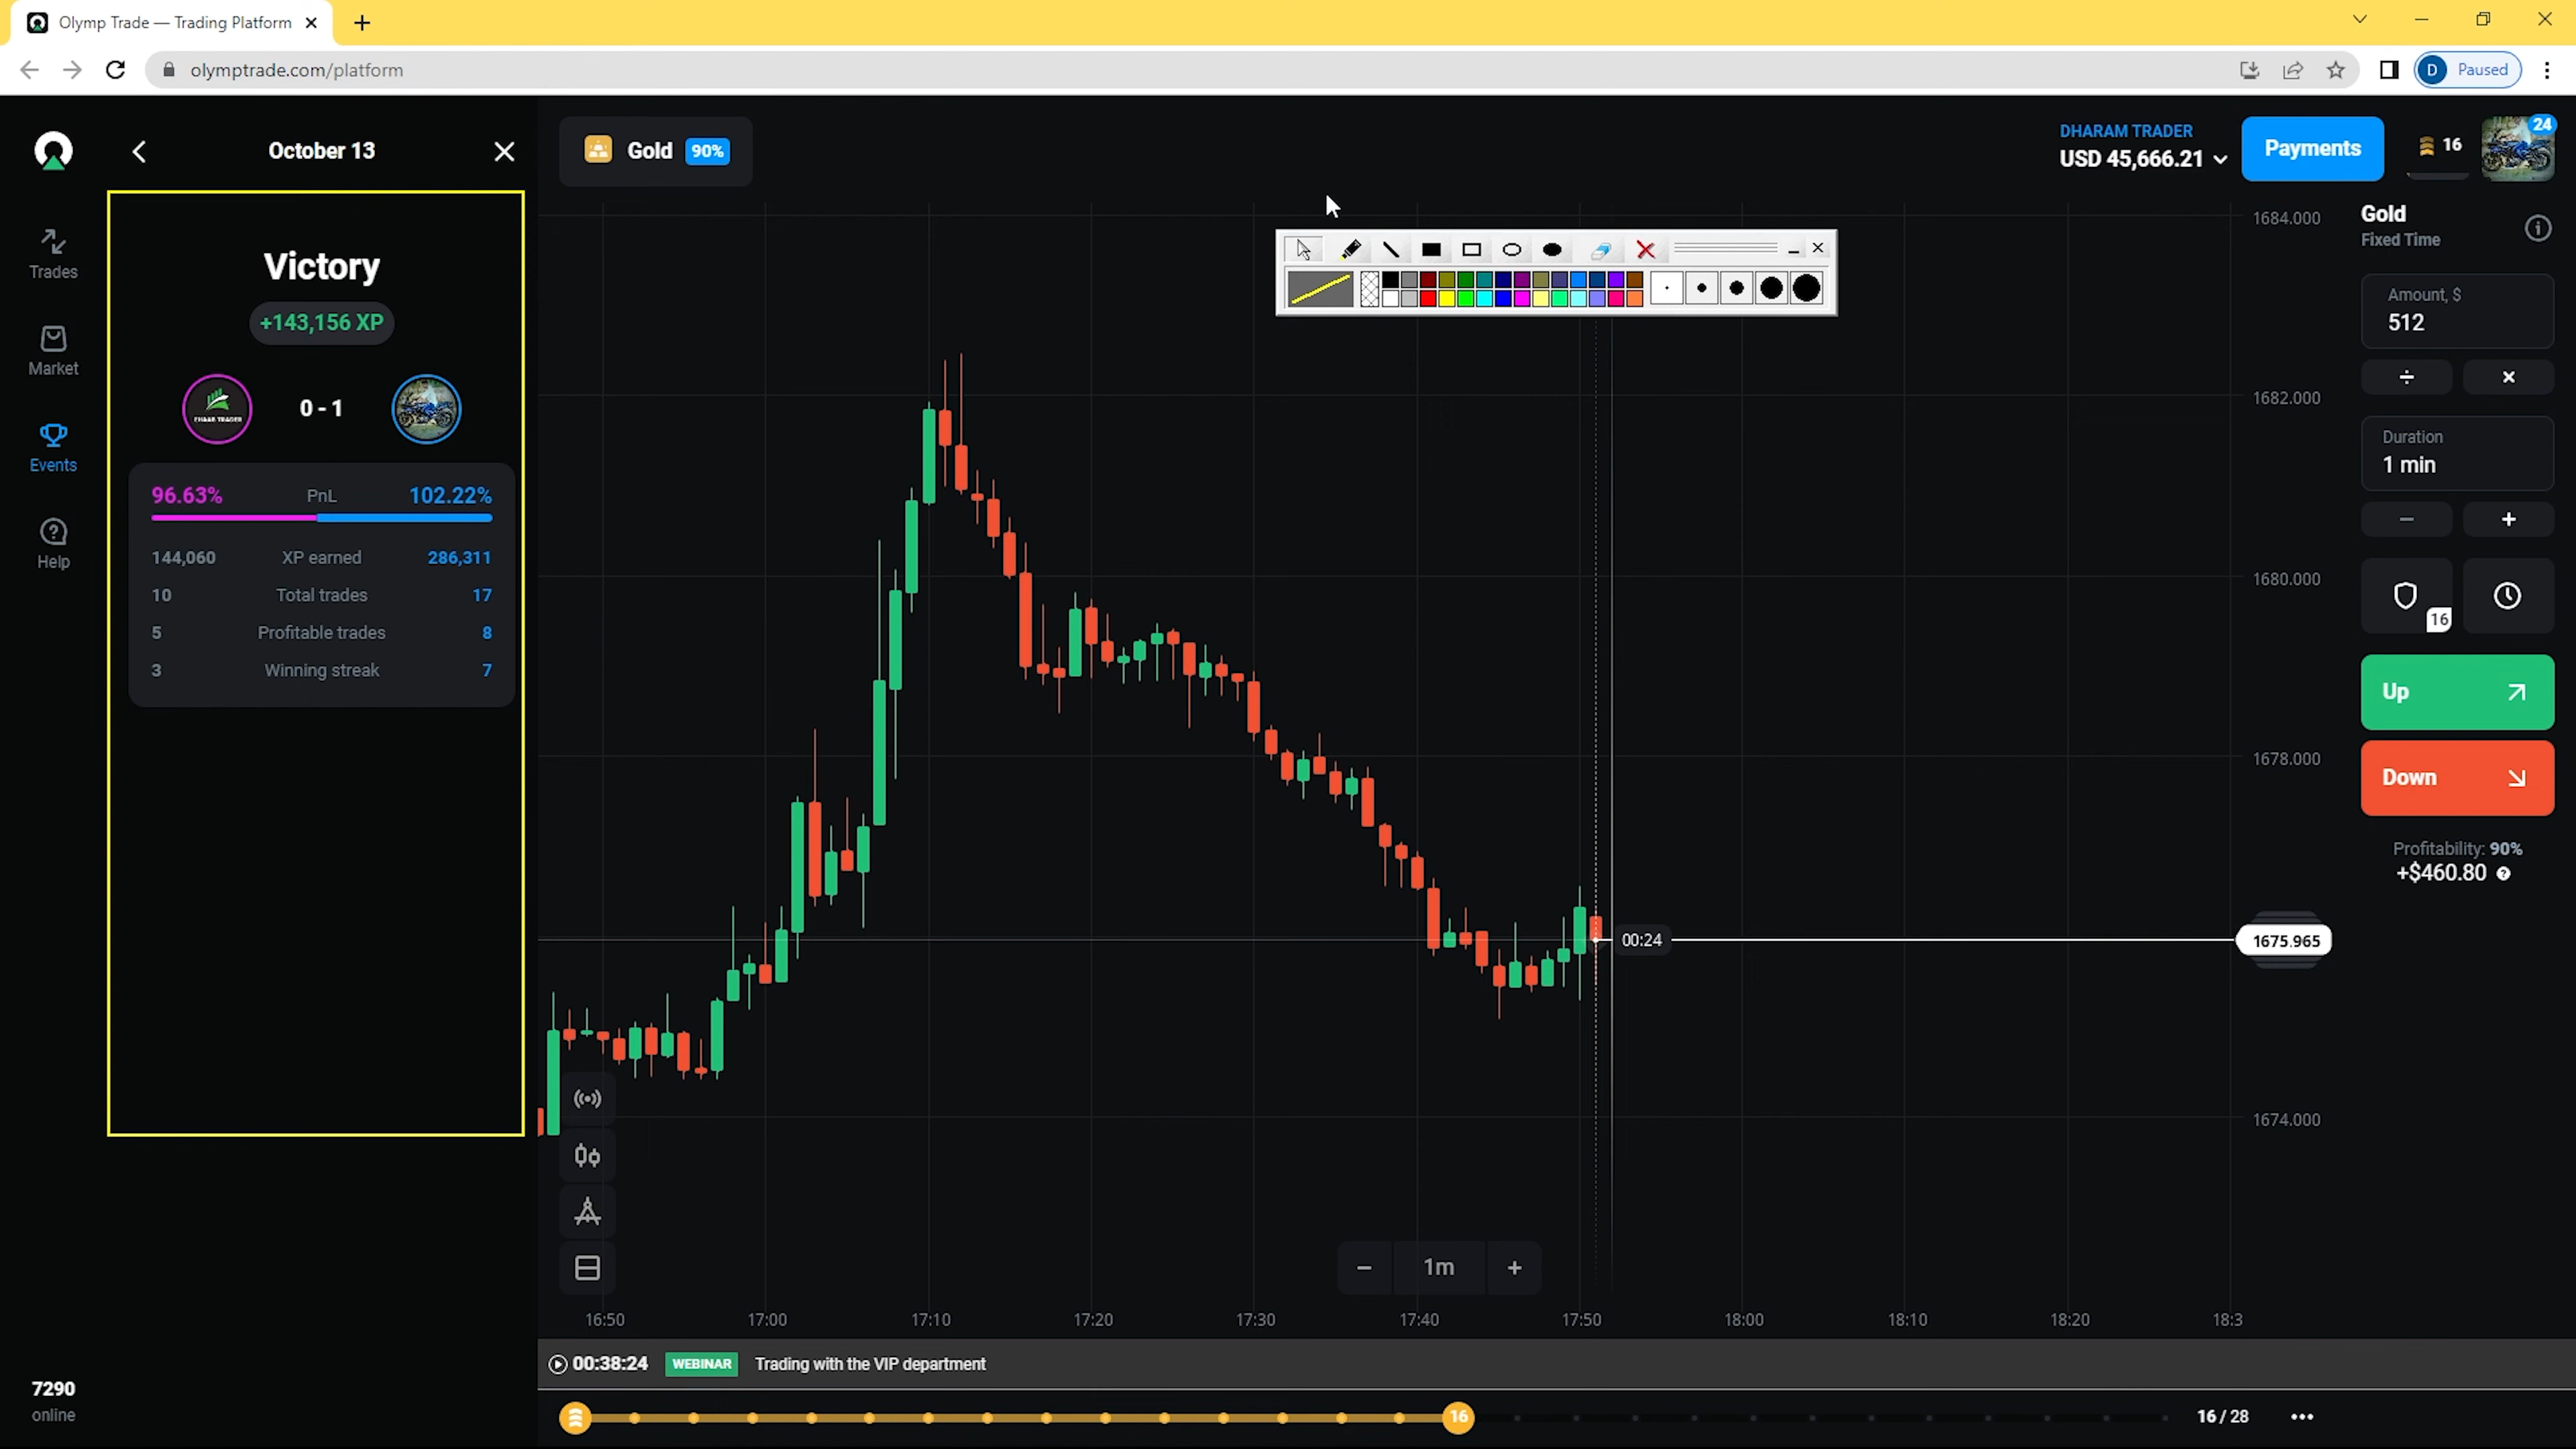 Olymp Trade — Trading Platform
olymptrade.com/platform
D Paused
October 13
Gold 90%
DHARAM TRADER
USD 45,666.21
Payments
16
24
Trades
Market
Events
Help
Victory
+143,156 XP
0 - 1
96.63% PnL 102.22%
144,060 XP earned 286,311
10 Total trades 17
5 Profitable trades 8
3 Winning streak 7
1684.000
1682.000
1680.000
1678.000
1675.965
1674.000
00:24
Gold
Fixed Time
Amount, $
512
÷ ×
Duration
1 min
− +
16
Up
Down
Profitability: 90%
+$460.80
− 1m +
16:50 17:00 17:10 17:20 17:30 17:40 17:50 18:00 18:10 18:20 18:3
00:38:24 WEBINAR Trading with the VIP department
7290
online
16
16 / 28